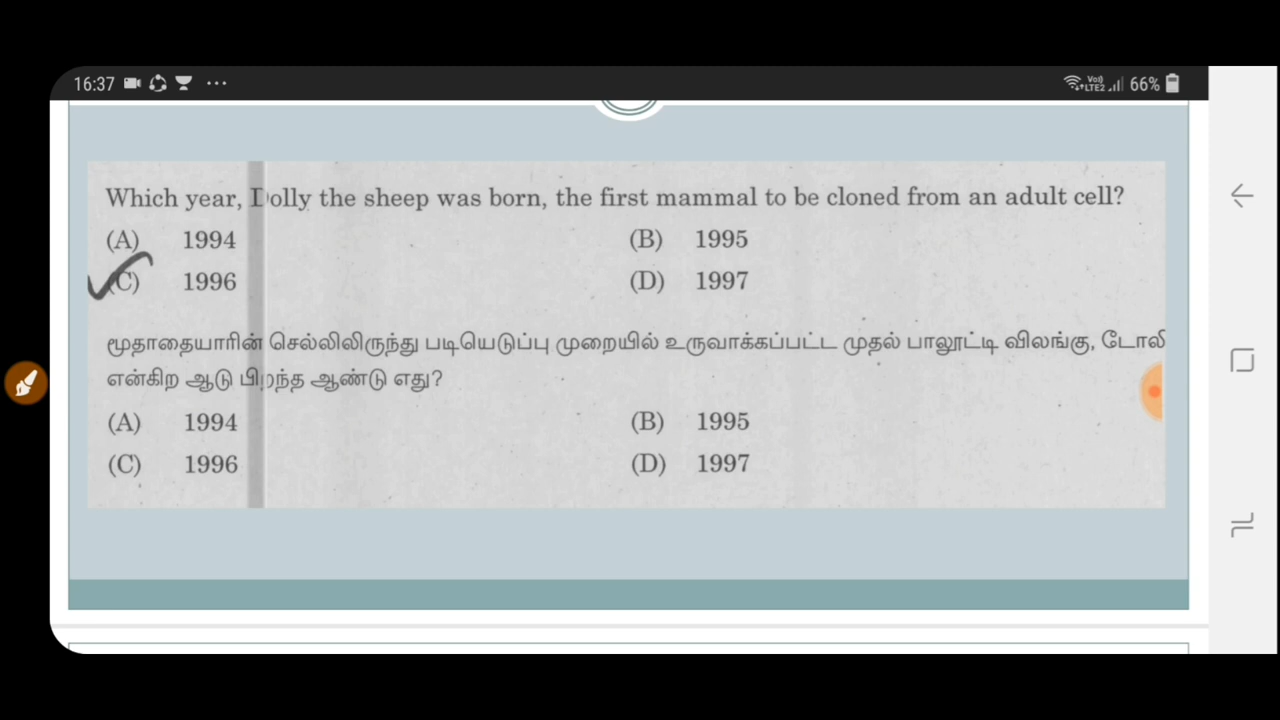 16:37 ... Vo)) LTE2 66%
Which year, Dolly the sheep was born, the first mammal to be cloned from an adult cell?
(A) 1994 (B) 1995
(C) 1996 (D) 1997
மூதாதையாரின் செல்லிலிருந்து படியெடுப்பு முறையில் உருவாக்கப்பட்ட முதல் பாலூட்டி விலங்கு, டோலி
என்கிற ஆடு பிறந்த ஆண்டு எது?
(A) 1994 (B) 1995
(C) 1996 (D) 1997